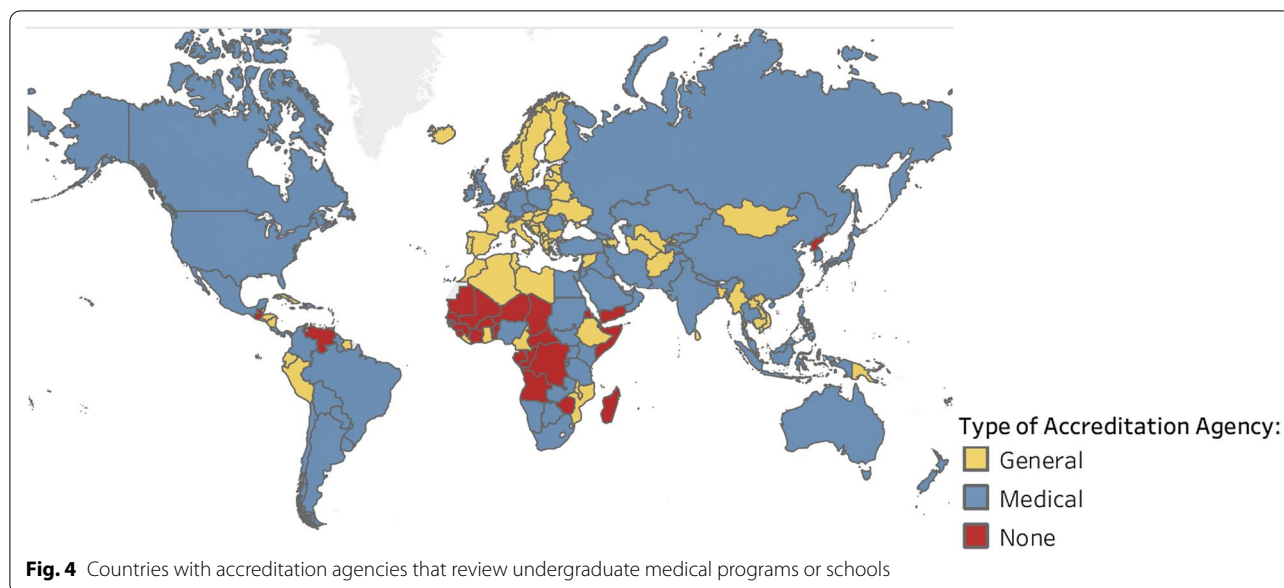 Type of Accreditation Agency:
General
Medical
None
Fig. 4 Countries with accreditation agencies that review undergraduate medical programs or schools